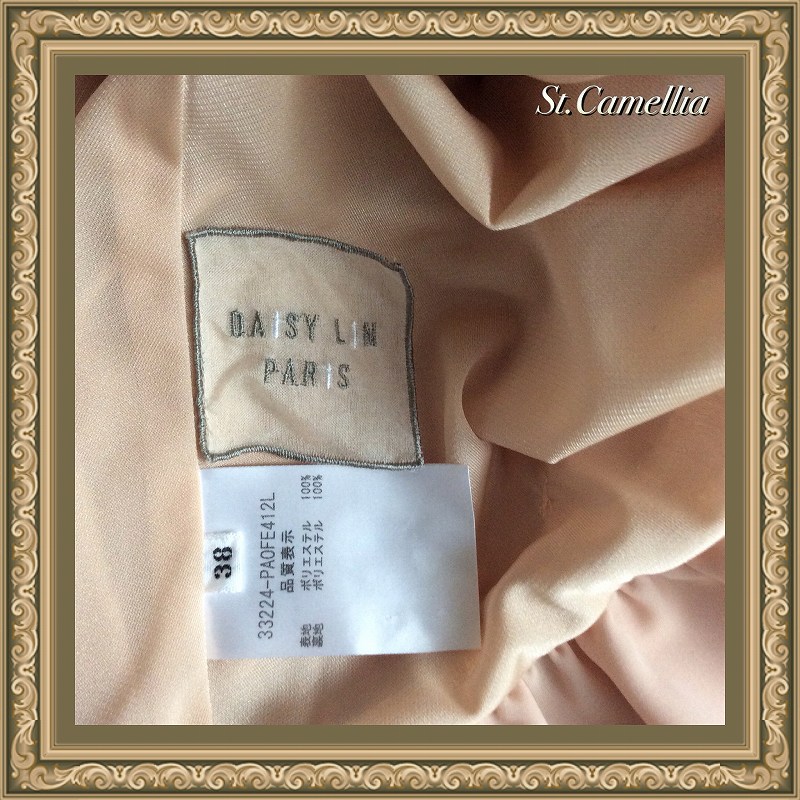 St.Camellia
DAISY LIN
PARIS
38
33224-PA0FE412L
品質表示
表地 ポリエステル 100%
裏地 ポリエステル 100%